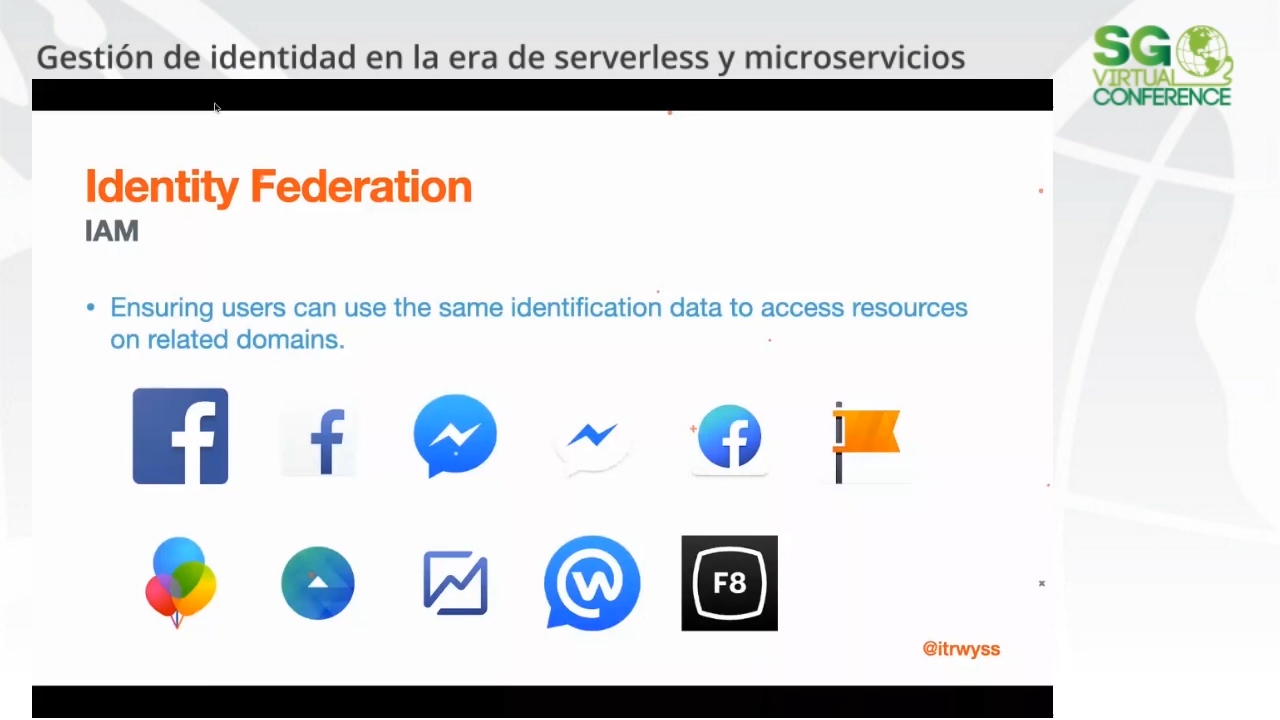 Gestión de identidad en la era de serverless y microservicios
SG
VIRTUAL
CONFERENCE
Identity Federation
IAM
• Ensuring users can use the same identification data to access resources
on related domains.
F8
@itrwyss